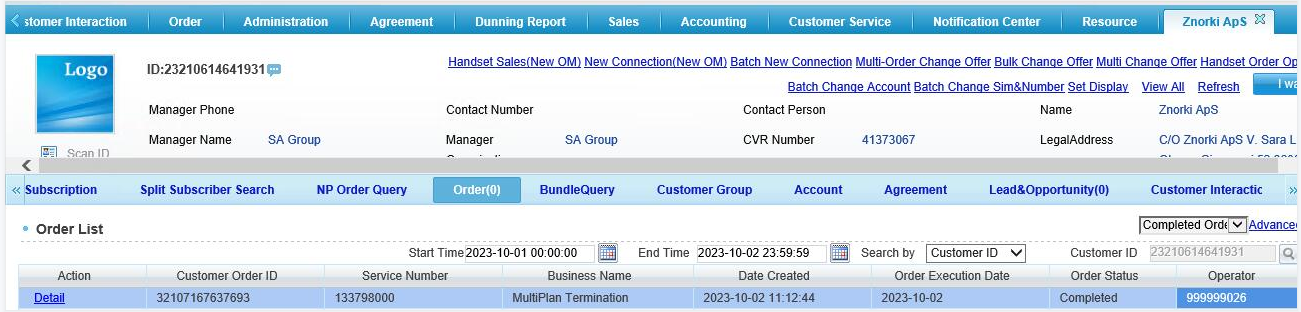 stomer Interaction Order Administration Agreement Dunning Report Sales Accounting Customer Service Notification Center Resource Znorki ApS
Logo
ID:23210614641931
Handset Sales(New OM) New Connection(New OM) Batch New Connection Multi-Order Change Offer Bulk Change Offer Multi Change Offer Handset Order Op
Batch Change Account Batch Change Sim&Number Set Display View All Refresh I wa
Manager Phone Contact Number Contact Person Name Znorki ApS
Manager Name SA Group Manager SA Group CVR Number 41373067 LegalAddress C/O Znorki ApS V. Sara L
Scan ID
Subscription Split Subscriber Search NP Order Query Order(0) BundleQuery Customer Group Account Agreement Lead&Opportunity(0) Customer Interactic
Order List
Completed Orde Advanced
Start Time 2023-10-01 00:00:00 End Time 2023-10-02 23:59:59 Search by Customer ID Customer ID 23210614641931
Action Customer Order ID Service Number Business Name Date Created Order Execution Date Order Status Operator
Detail 32107167637693 133798000 MultiPlan Termination 2023-10-02 11:12:44 2023-10-02 Completed 999999026